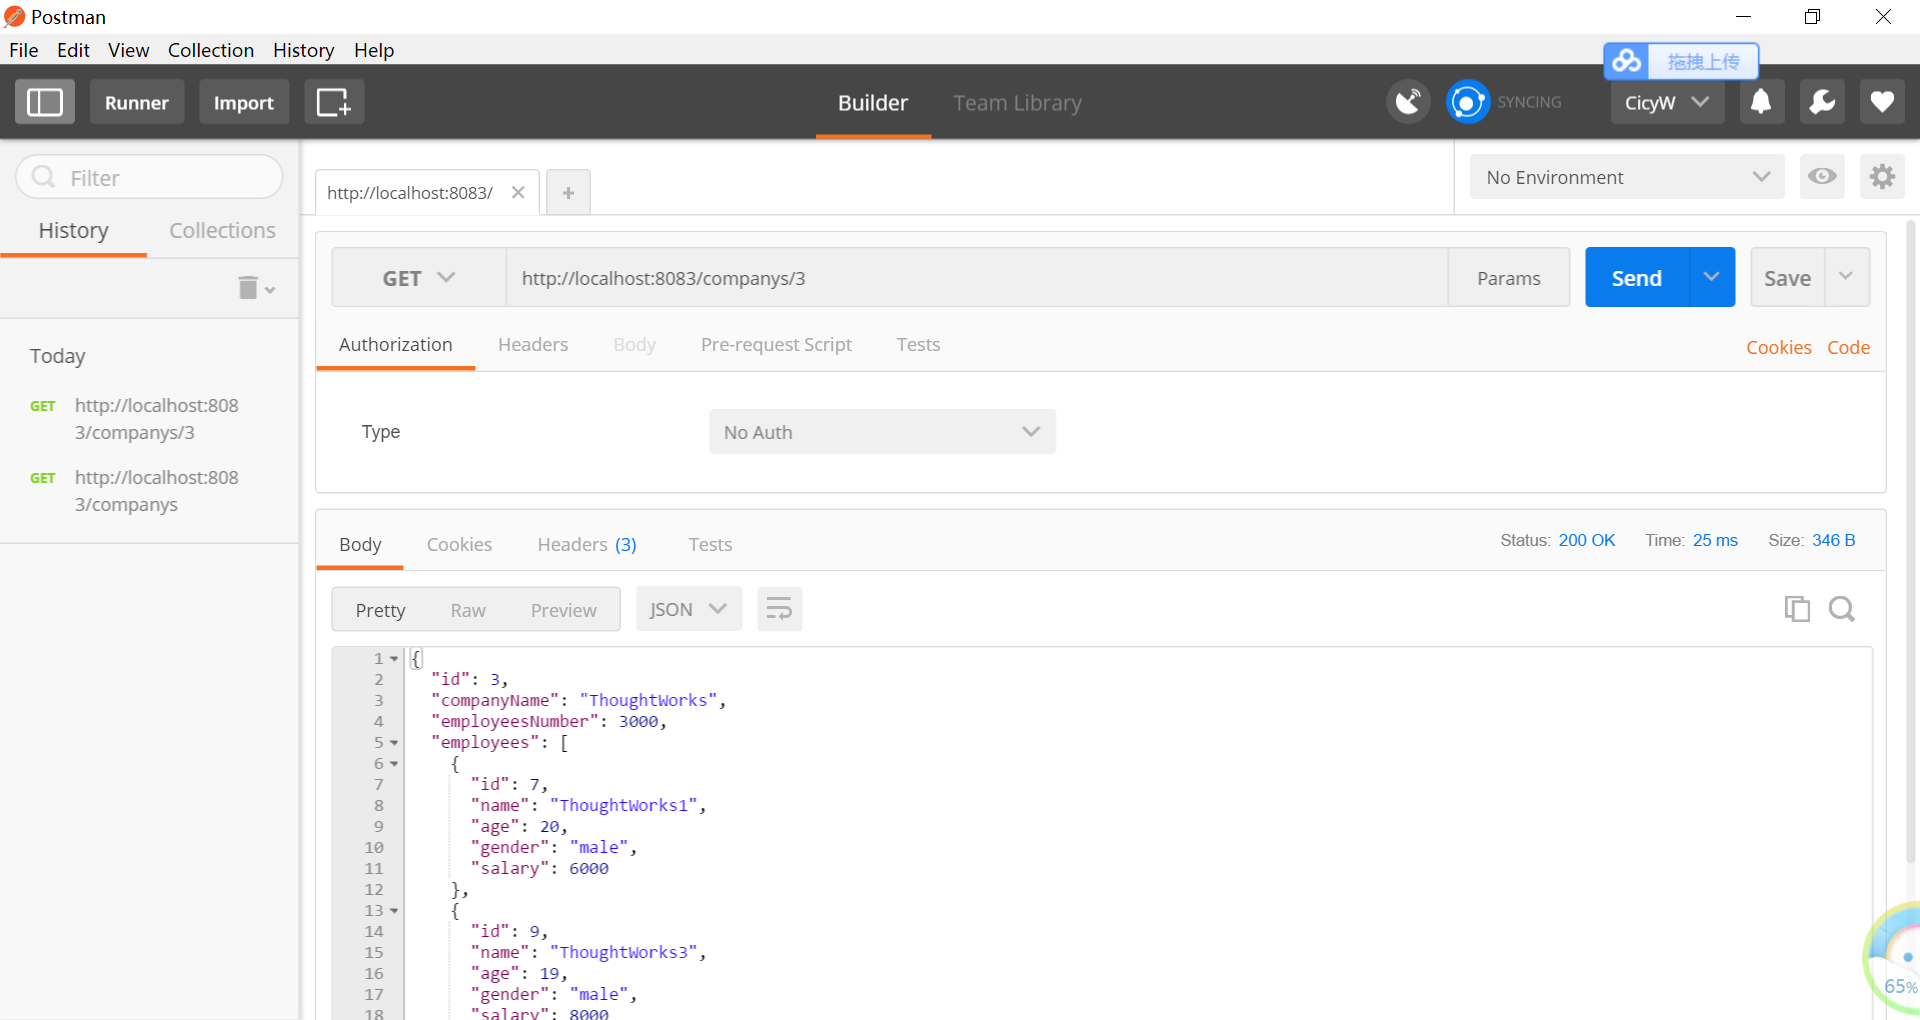 Postman
File Edit View Collection History Help
拖拽上传
Runner Import Builder Team Library SYNCING CicyW
Filter
http://localhost:8083/
No Environment
History Collections
GET http://localhost:8083/companys/3 Params Send Save
Authorization Headers Body Pre-request Script Tests Cookies Code
Today
GET http://localhost:808
3/companys/3
GET http://localhost:808
3/companys
Type No Auth
Body Cookies Headers (3) Tests Status: 200 OK Time: 25 ms Size: 346 B
Pretty Raw Preview JSON
1 {
2 "id": 3,
3 "companyName": "ThoughtWorks",
4 "employeesNumber": 3000,
5 "employees": [
6 {
7 "id": 7,
8 "name": "ThoughtWorks1",
9 "age": 20,
10 "gender": "male",
11 "salary": 6000
12 },
13 {
14 "id": 9,
15 "name": "ThoughtWorks3",
16 "age": 19,
17 "gender": "male",
18 "salary": 8000
65%